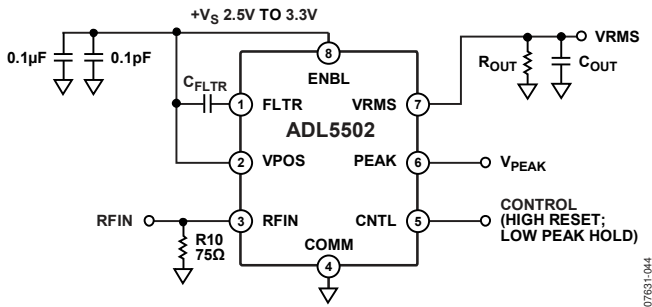 +VS 2.5V TO 3.3V
0.1µF
0.1pF
CFLTR
8
ENBL
1 FLTR
VRMS 7
VRMS
ROUT
COUT
ADL5502
2 VPOS
PEAK 6
VPEAK
RFIN
3 RFIN
CNTL 5
CONTROL
(HIGH RESET;
LOW PEAK HOLD)
R10
75Ω
COMM
4
07631-044